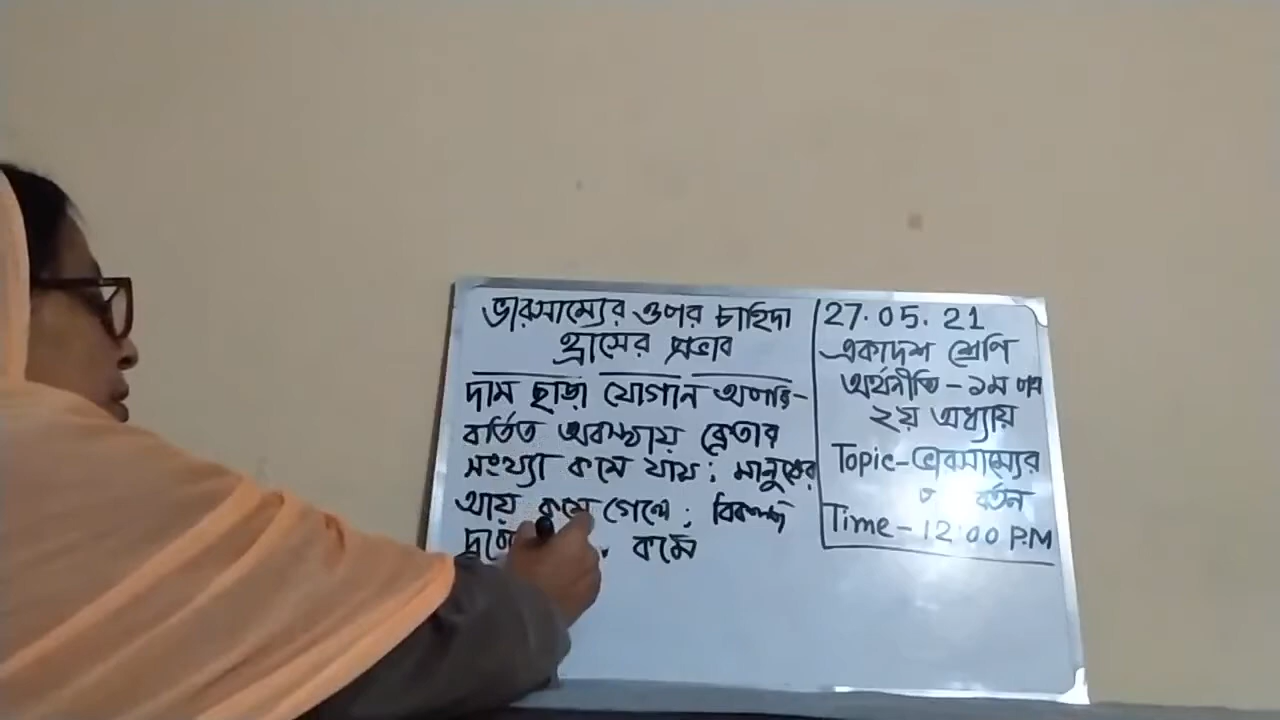 ভারসাম্যের ওপর চাহিদা
হ্রাসের প্রভাব
দাম ছাড়া যোগান অপরি-
বর্তিত অবস্থায় ক্রেতার
সংখ্যা কমে যায়; মানুষের
আয় কমে গেলে; বিকল্প
কমে
27.05.21
একাদশ শ্রেণি
অর্থনীতি-১ম পত্র
২য় অধ্যায়
Topic-ভারসাম্যের
Time-12:00 P.M